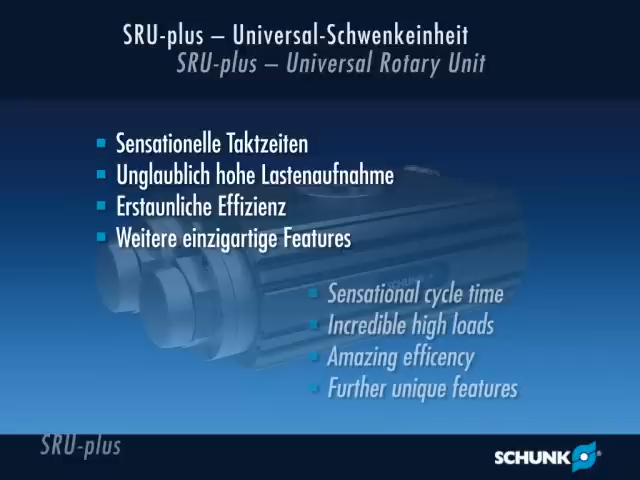 SRU-plus – Universal-Schwenkeinheit
SRU-plus – Universal Rotary Unit
Sensationelle Taktzeiten
Unglaublich hohe Lastenaufnahme
Erstaunliche Effizienz
Weitere einzigartige Features
Sensational cycle time
Incredible high loads
Amazing efficency
Further unique features
SRU-plus
SCHUNK